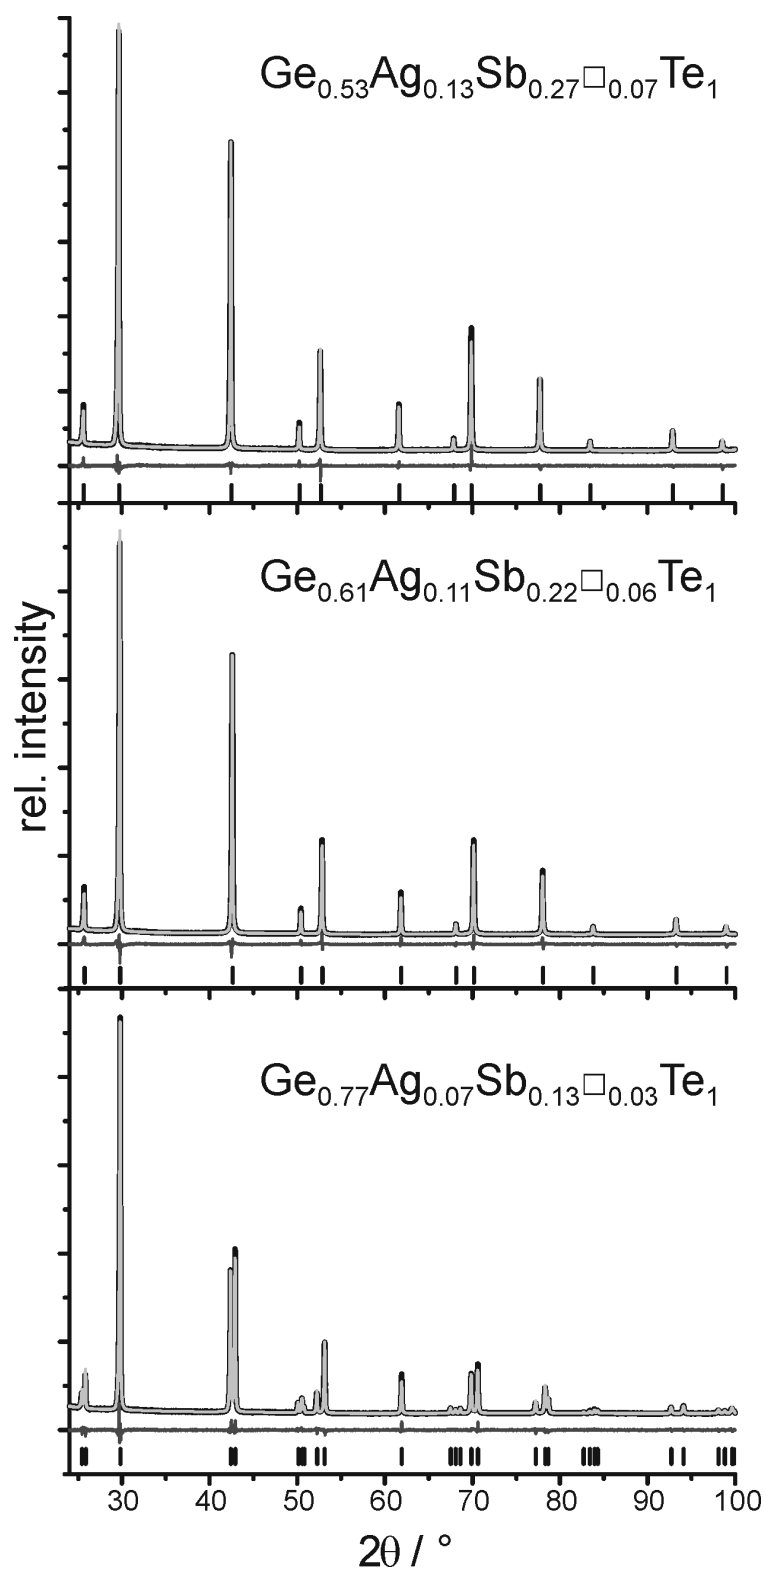 Ge0.53Ag0.13Sb0.27□0.07Te1
Ge0.61Ag0.11Sb0.22□0.06Te1
rel. intensity
Ge0.77Ag0.07Sb0.13□0.03Te1
30 40 50 60 70 80 90 100
2θ / °